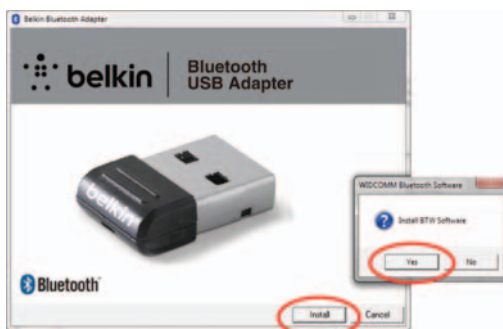 Belkin Bluetooth Adapter
belkin
Bluetooth
USB Adapter
belkin
Bluetooth
Install
Cancel
WIDCOMM Bluetooth Software
Install BTW Software
Yes
No